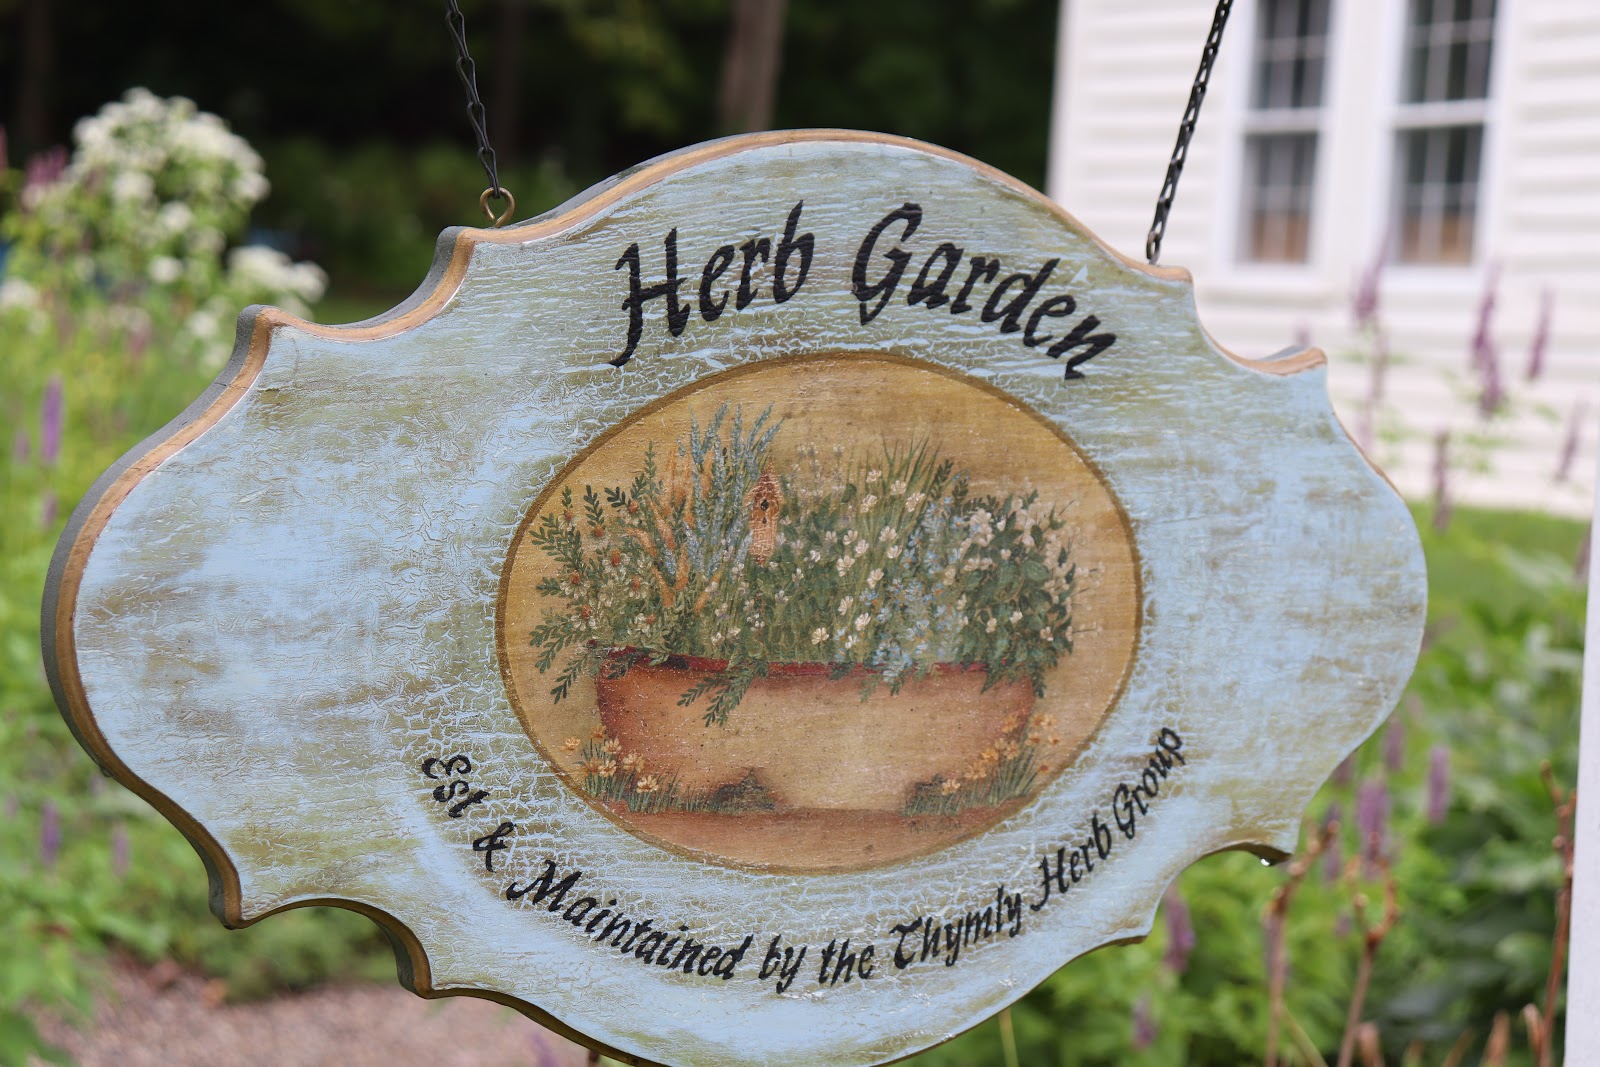 Herb Garden
Est & Maintained by the Thymly Herb Group